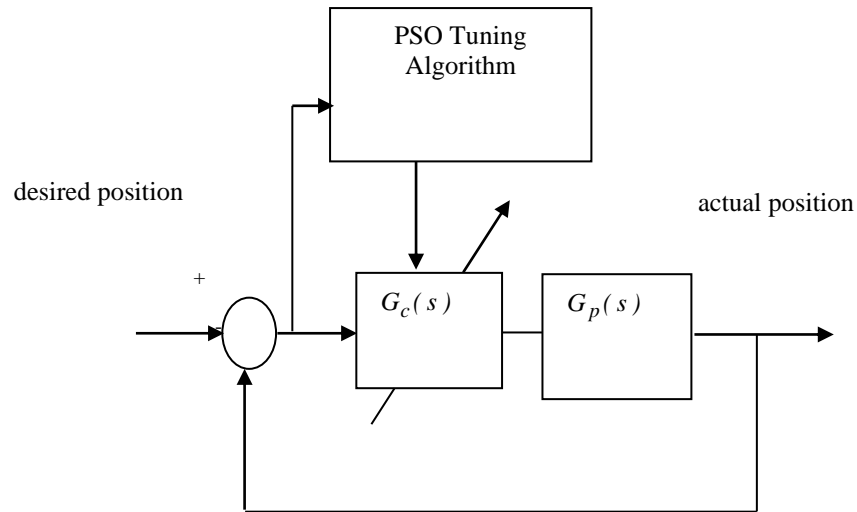 PSO Tuning
Algorithm
desired position
actual position
+
-
G_c(s)
G_p(s)